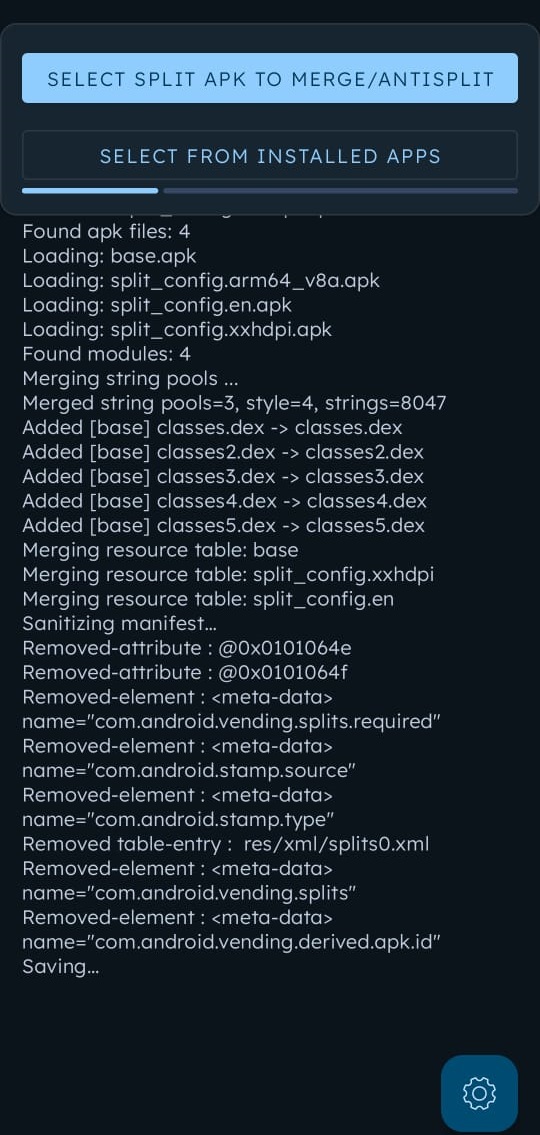 SELECT SPLIT APK TO MERGE/ANTISPLIT
SELECT FROM INSTALLED APPS
Found apk files: 4
Loading: base.apk
Loading: split_config.arm64_v8a.apk
Loading: split_config.en.apk
Loading: split_config.xxhdpi.apk
Found modules: 4
Merging string pools ...
Merged string pools=3, style=4, strings=8047
Added [base] classes.dex -> classes.dex
Added [base] classes2.dex -> classes2.dex
Added [base] classes3.dex -> classes3.dex
Added [base] classes4.dex -> classes4.dex
Added [base] classes5.dex -> classes5.dex
Merging resource table: base
Merging resource table: split_config.xxhdpi
Merging resource table: split_config.en
Sanitizing manifest...
Removed-attribute : @0x0101064e
Removed-attribute : @0x0101064f
Removed-element : <meta-data>
name="com.android.vending.splits.required"
Removed-element : <meta-data>
name="com.android.stamp.source"
Removed-element : <meta-data>
name="com.android.stamp.type"
Removed table-entry :  res/xml/splits0.xml
Removed-element : <meta-data>
name="com.android.vending.splits"
Removed-element : <meta-data>
name="com.android.vending.derived.apk.id"
Saving...